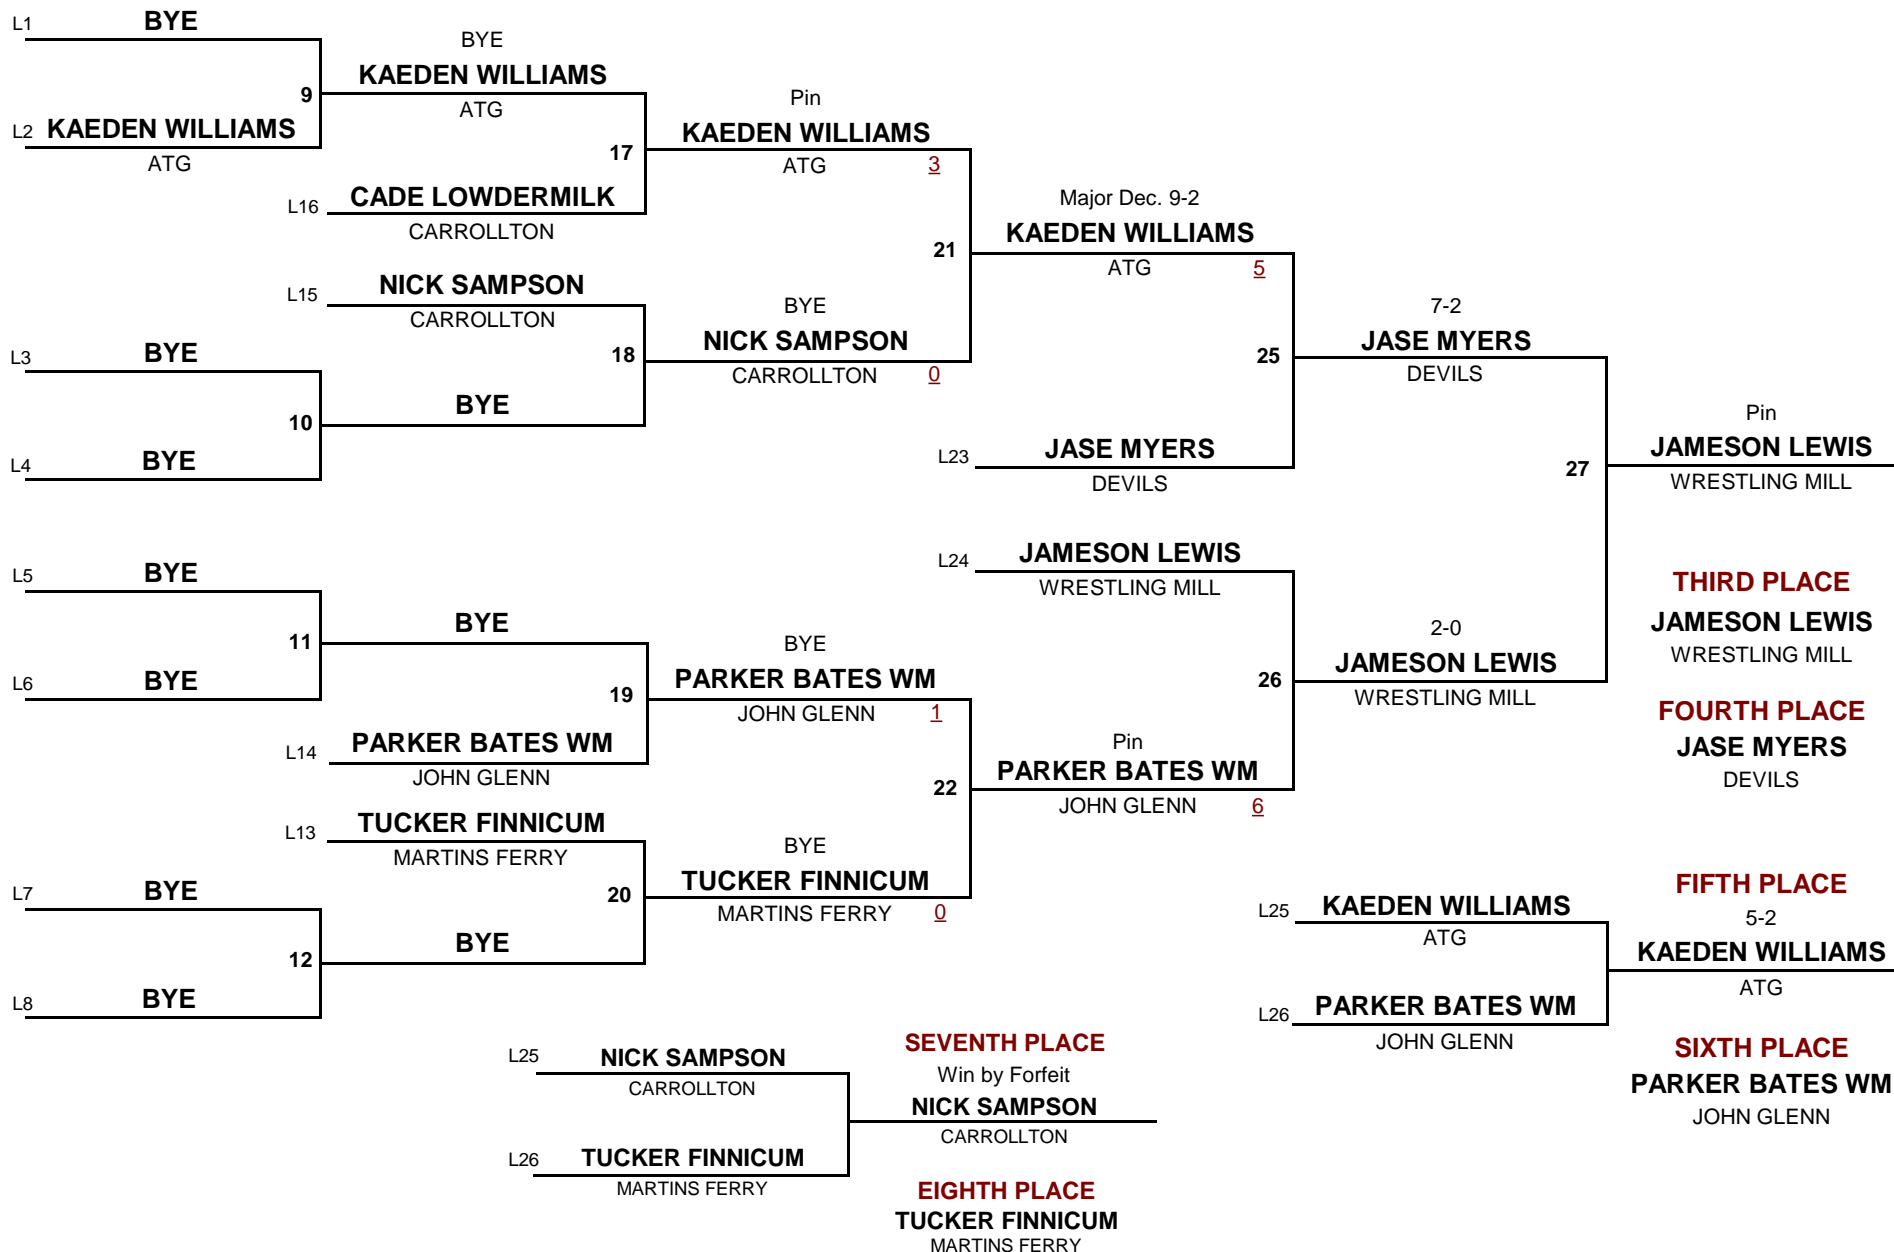 L1 BYE
BYE
KAEDEN WILLIAMS
9
ATG
L2 KAEDEN WILLIAMS
ATG
Pin
KAEDEN WILLIAMS
17
ATG 3
L16 CADE LOWDERMILK
CARROLLTON
Major Dec. 9-2
KAEDEN WILLIAMS
21
ATG 5
L15 NICK SAMPSON
CARROLLTON
BYE
NICK SAMPSON
18
CARROLLTON 0
L3 BYE
10
BYE
L4 BYE
7-2
JASE MYERS
25
DEVILS
L23 JASE MYERS
DEVILS
Pin
JAMESON LEWIS
27
WRESTLING MILL
L24 JAMESON LEWIS
WRESTLING MILL
L5 BYE
11
BYE
L6 BYE
BYE
PARKER BATES WM
19
JOHN GLENN 1
L14 PARKER BATES WM
JOHN GLENN
2-0
JAMESON LEWIS
26
WRESTLING MILL
Pin
PARKER BATES WM
22
JOHN GLENN 6
L13 TUCKER FINNICUM
MARTINS FERRY
BYE
TUCKER FINNICUM
20
MARTINS FERRY 0
L7 BYE
12
BYE
L8 BYE
THIRD PLACE
JAMESON LEWIS
WRESTLING MILL
FOURTH PLACE
JASE MYERS
DEVILS
FIFTH PLACE
L25 KAEDEN WILLIAMS
ATG
5-2
KAEDEN WILLIAMS
ATG
L26 PARKER BATES WM
JOHN GLENN
SIXTH PLACE
PARKER BATES WM
JOHN GLENN
SEVENTH PLACE
L25 NICK SAMPSON
CARROLLTON
Win by Forfeit
NICK SAMPSON
CARROLLTON
L26 TUCKER FINNICUM
MARTINS FERRY
EIGHTH PLACE
TUCKER FINNICUM
MARTINS FERRY